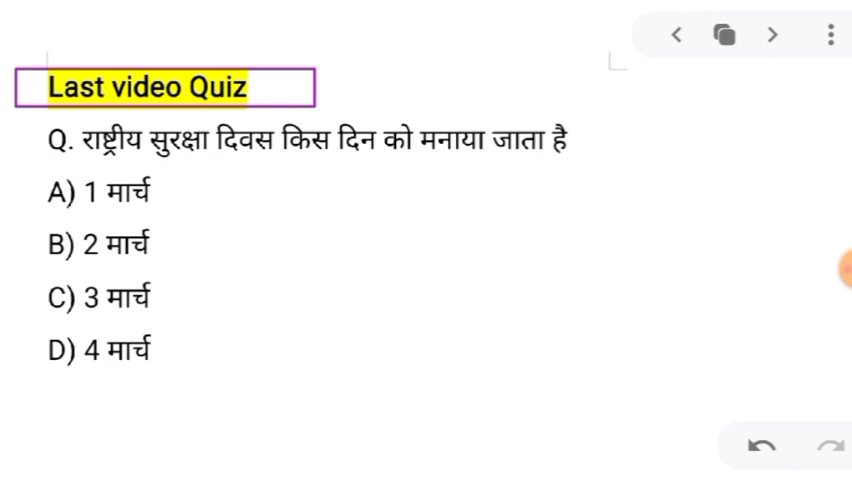 Last video Quiz
Q. राष्ट्रीय सुरक्षा दिवस किस दिन को मनाया जाता है
A) 1 मार्च
B) 2 मार्च
C) 3 मार्च
D) 4 मार्च